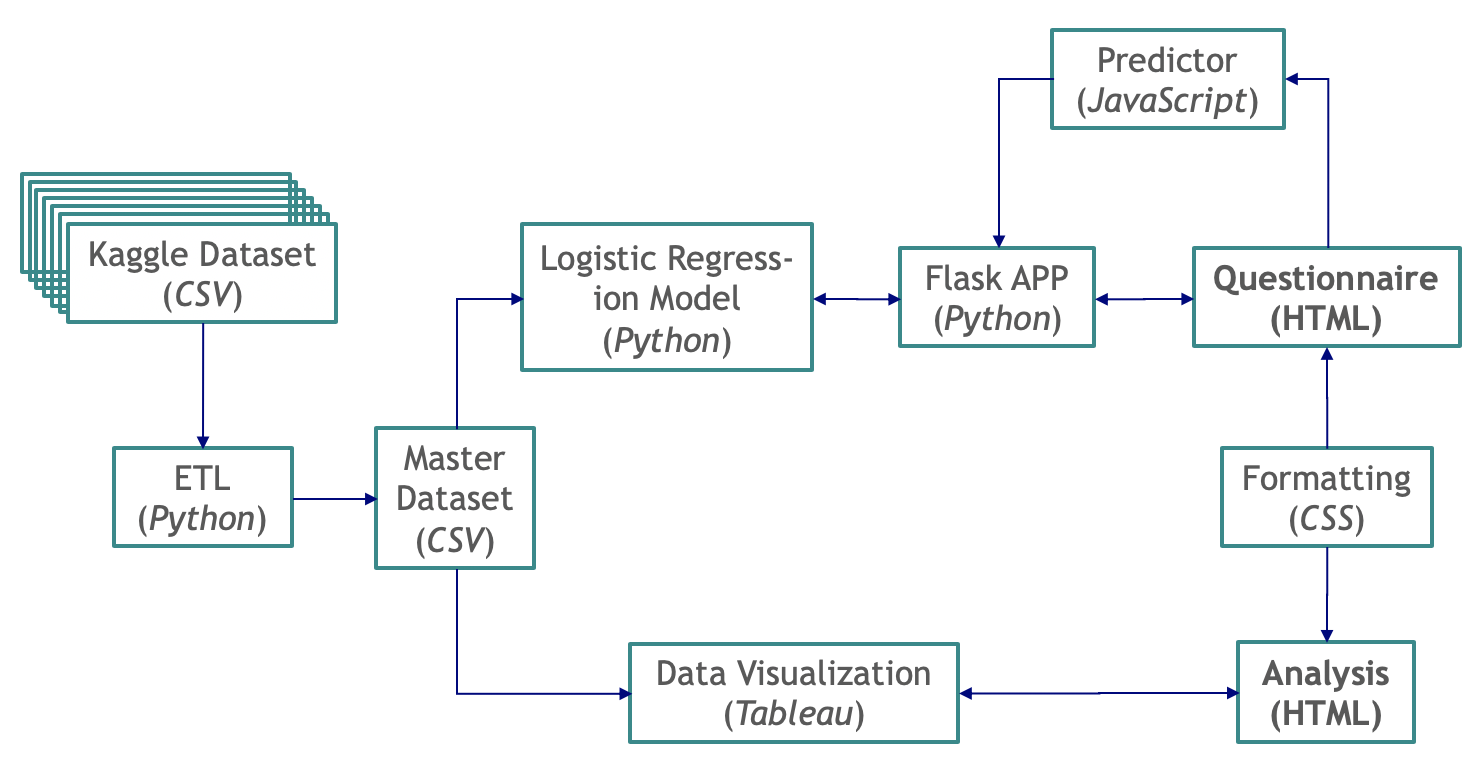 Predictor
(JavaScript)
Kaggle Dataset
(CSV)
Logistic Regress-
ion Model
(Python)
Flask APP
(Python)
Questionnaire
(HTML)
ETL
(Python)
Master
Dataset
(CSV)
Formatting
(CSS)
Data Visualization
(Tableau)
Analysis
(HTML)